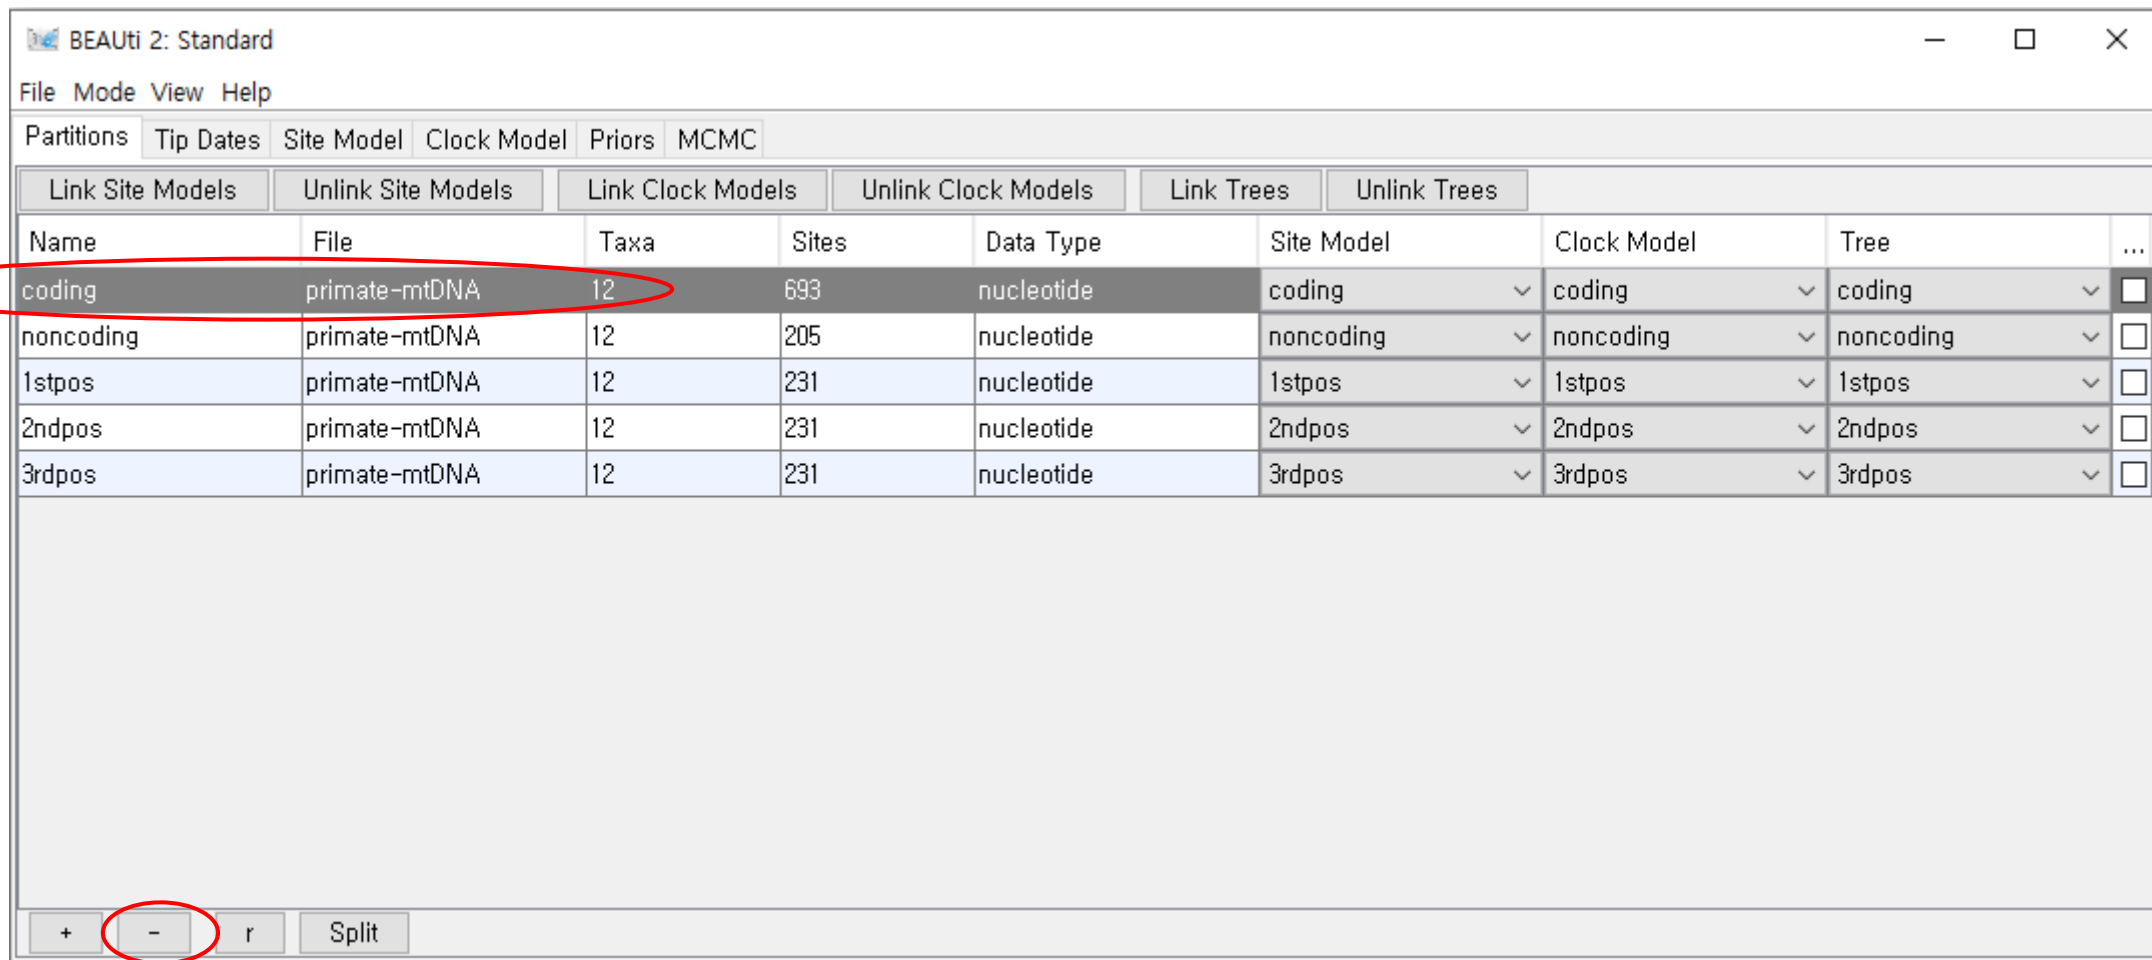 BEAUti 2: Standard
File Mode View Help
Partitions Tip Dates Site Model Clock Model Priors MCMC
Link Site Models Unlink Site Models Link Clock Models Unlink Clock Models Link Trees Unlink Trees
Name File Taxa Sites Data Type Site Model Clock Model Tree ...
coding primate-mtDNA 12 693 nucleotide coding coding coding
noncoding primate-mtDNA 12 205 nucleotide noncoding noncoding noncoding
1stpos primate-mtDNA 12 231 nucleotide 1stpos 1stpos 1stpos
2ndpos primate-mtDNA 12 231 nucleotide 2ndpos 2ndpos 2ndpos
3rdpos primate-mtDNA 12 231 nucleotide 3rdpos 3rdpos 3rdpos
+ - r Split